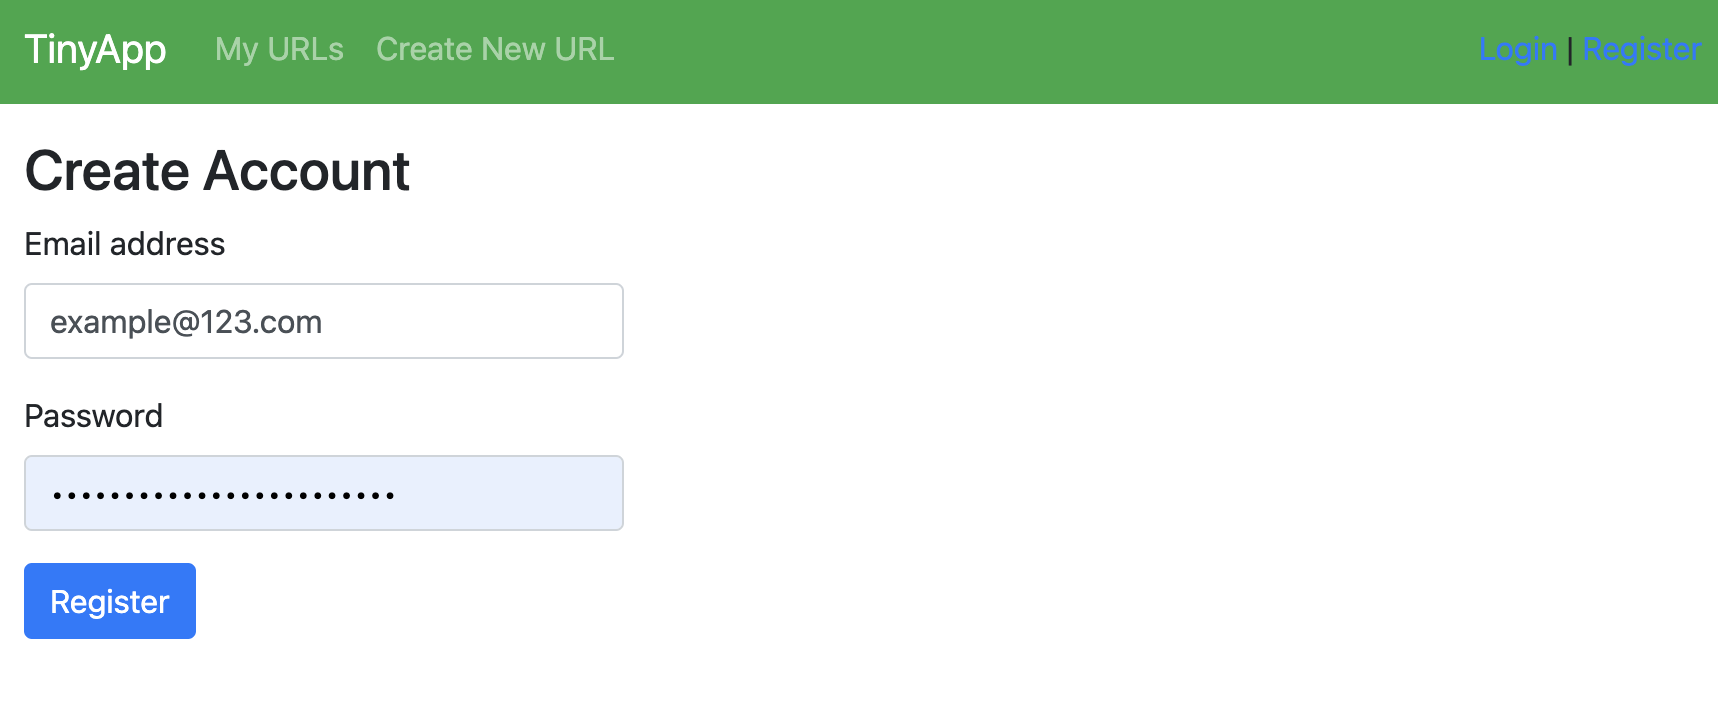 TinyApp My URLs Create New URL Login | Register
Create Account
Email address
example@123.com
Password
••••••••••••••••••••••••
Register